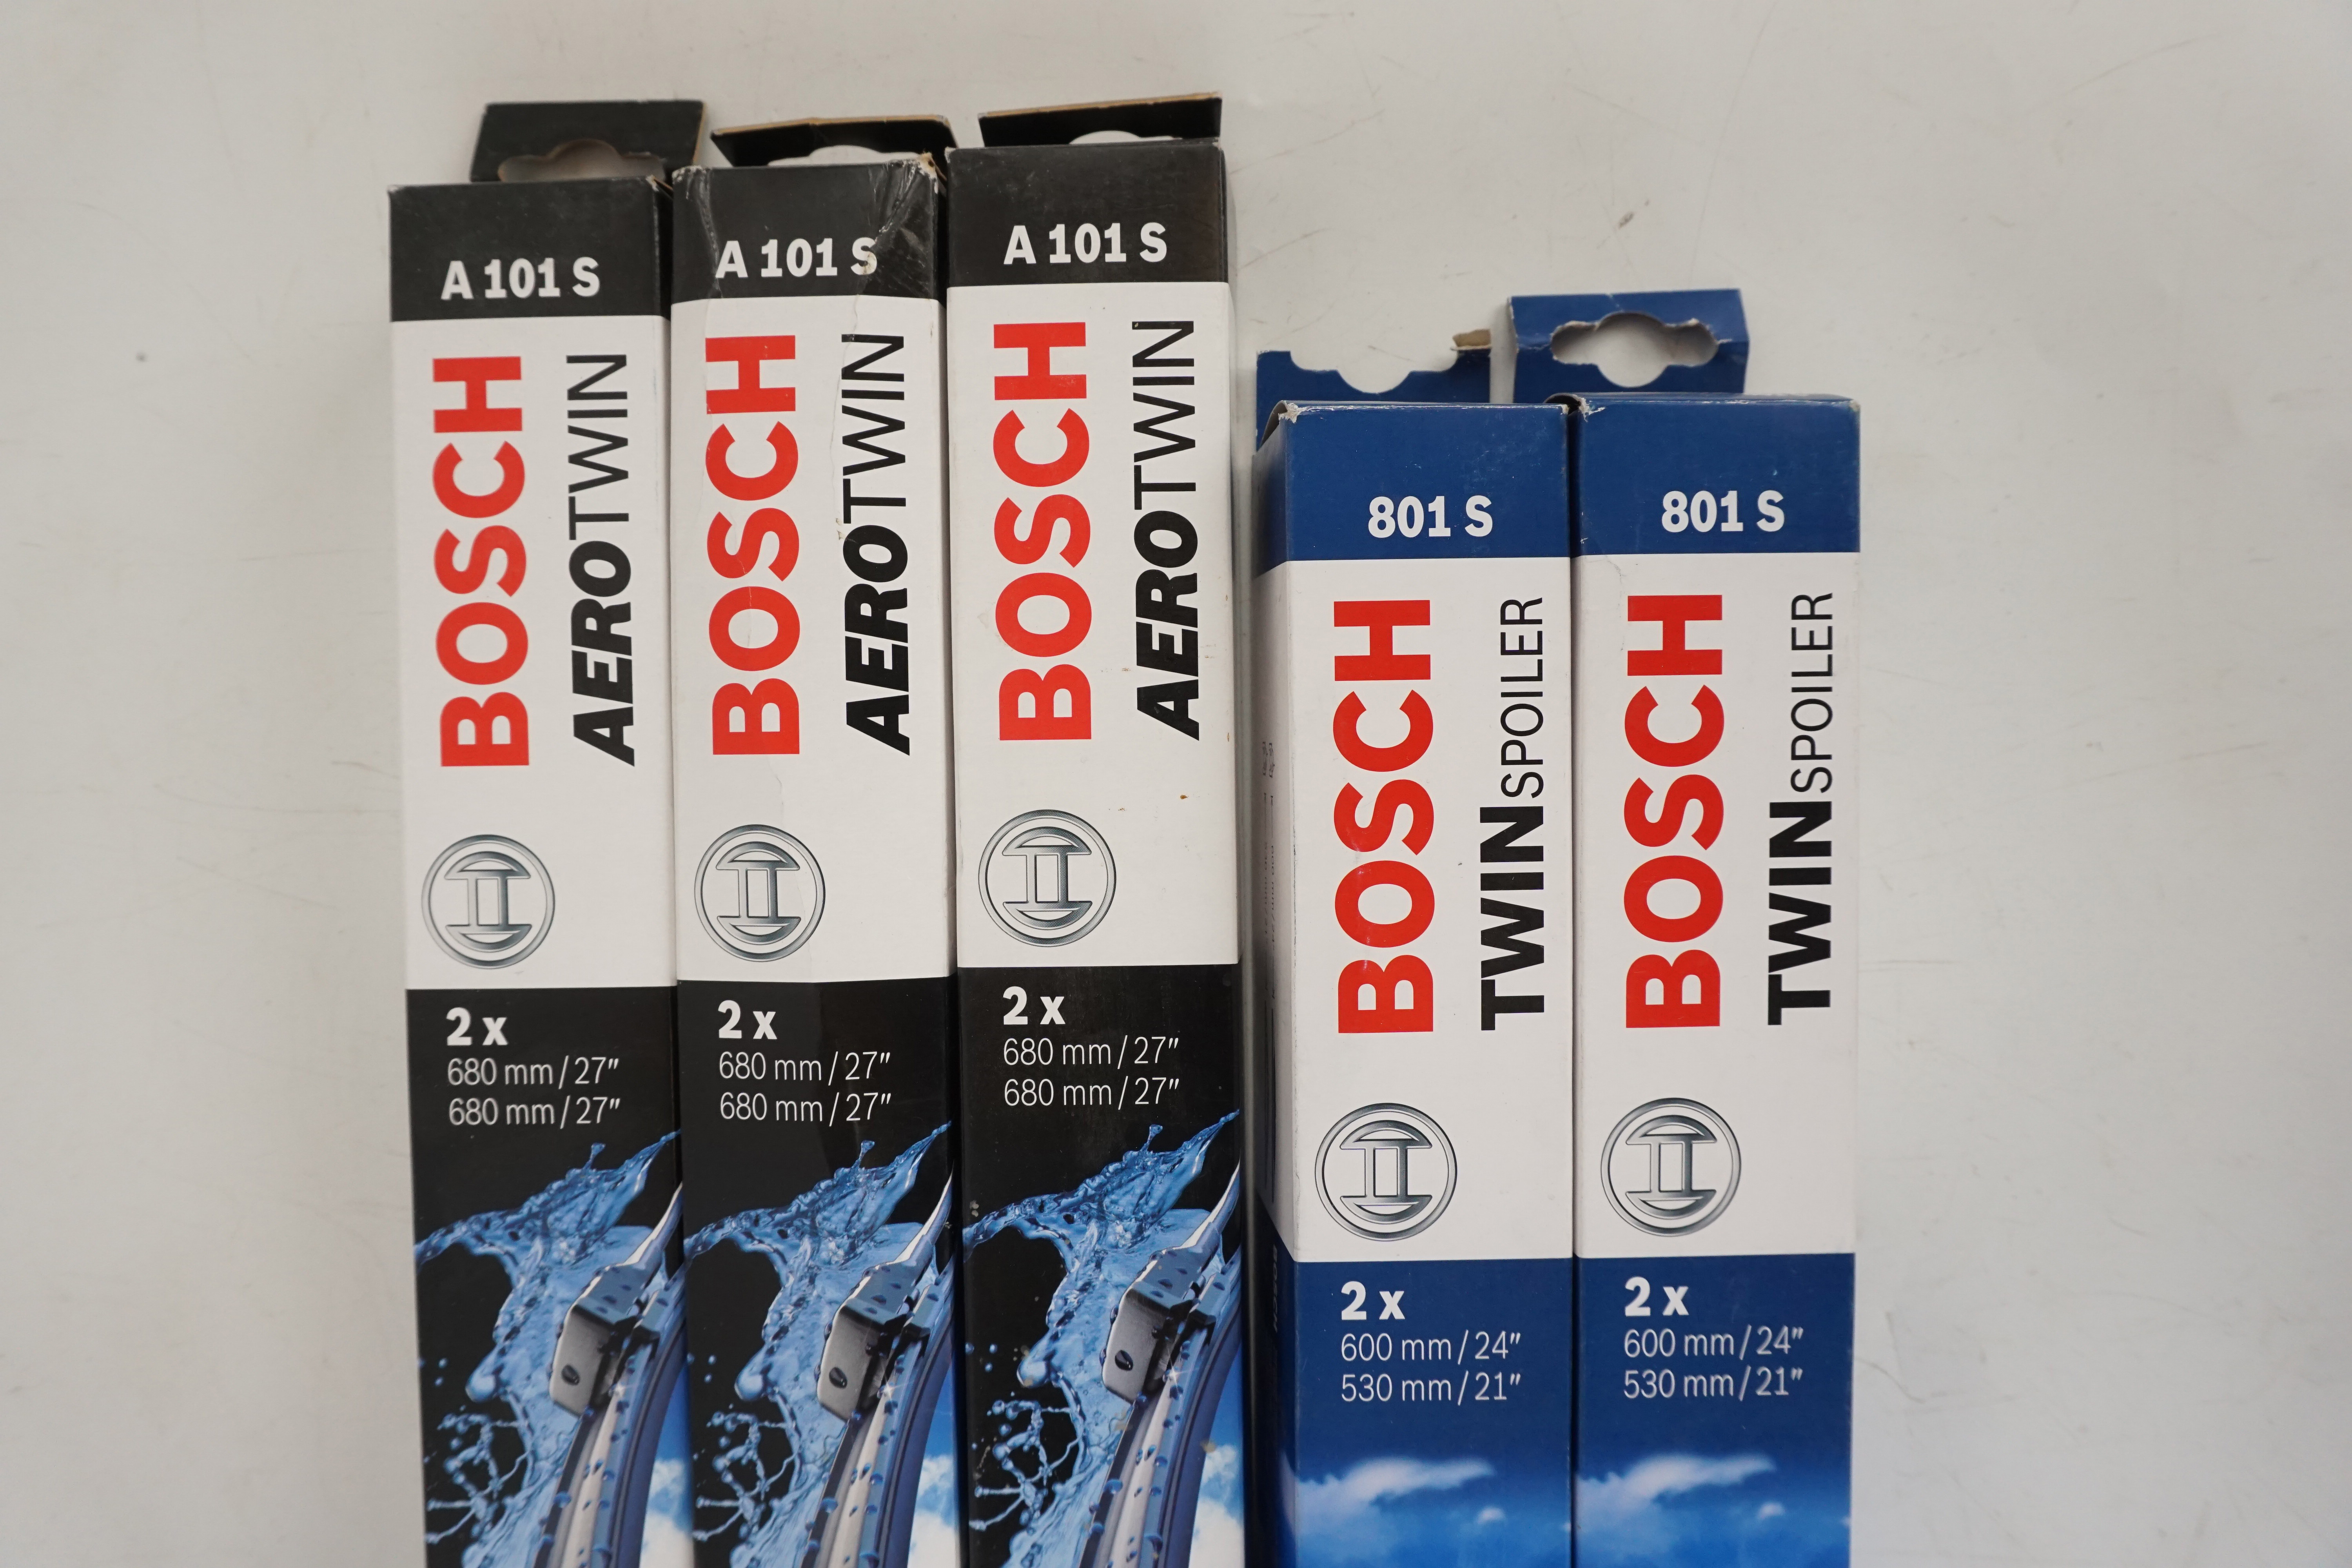 A 101 S
BOSCH
AEROTWIN
2 x
680 mm / 27"
680 mm / 27"
A 101 S
BOSCH
AEROTWIN
2 x
680 mm / 27"
680 mm / 27"
A 101 S
BOSCH
AEROTWIN
2 x
680 mm / 27"
680 mm / 27"
801 S
BOSCH
TWINSPOILER
2 x
600 mm / 24"
530 mm / 21"
801 S
BOSCH
TWINSPOILER
2 x
600 mm / 24"
530 mm / 21"